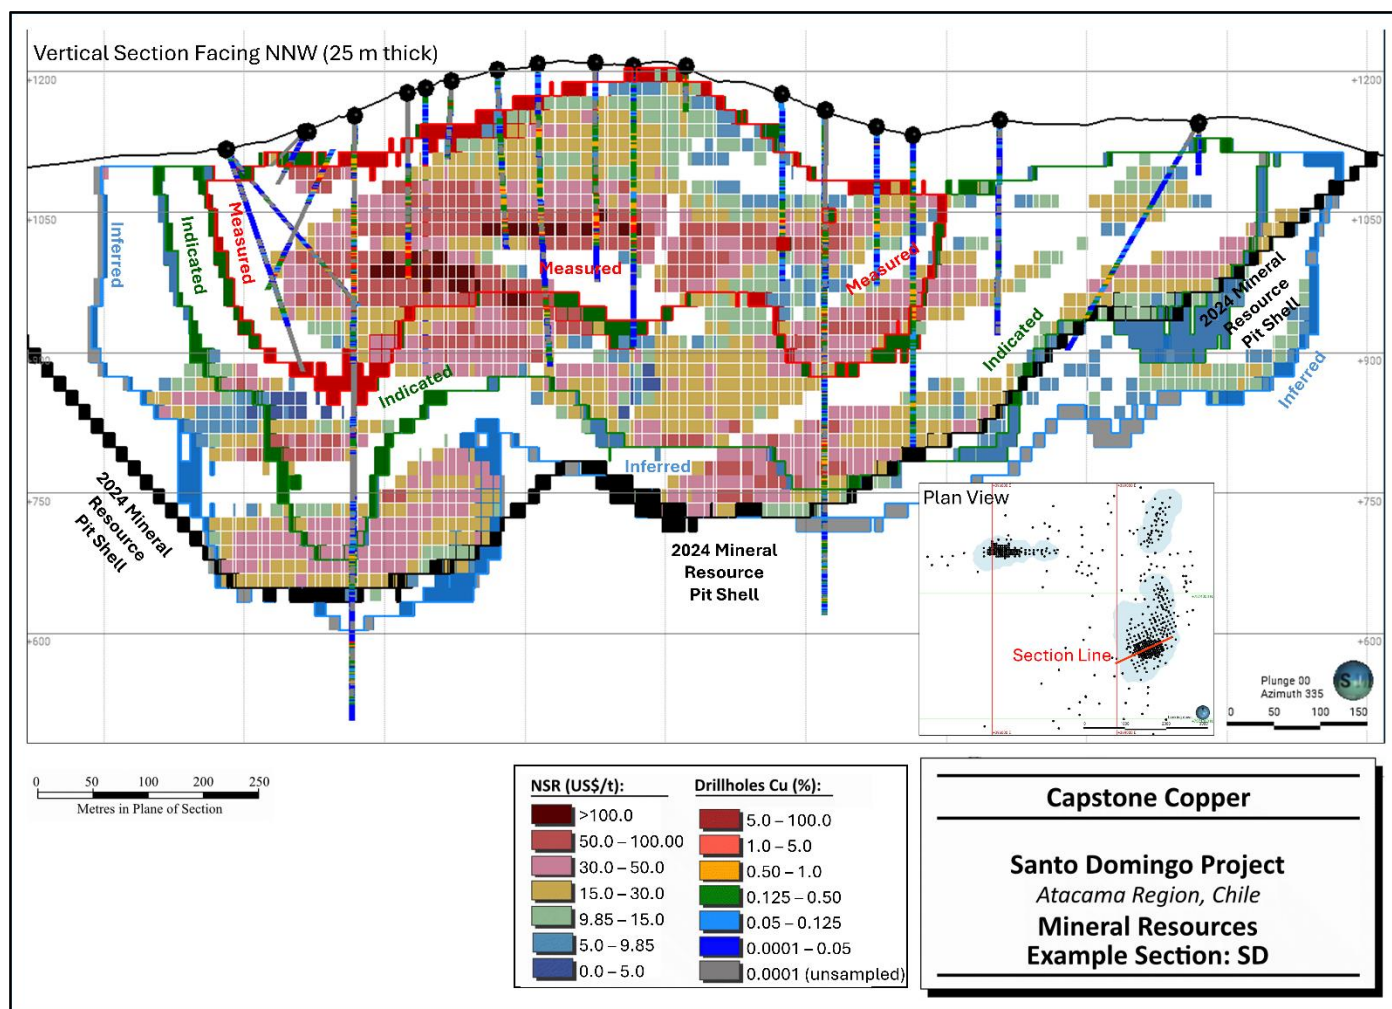 Vertical Section Facing NNW (25 m thick)
+1200
+1200
+1050
+1050
+900
+750
+750
+600
+600
Inferred
Indicated
Measured
Measured
Measured
Indicated
Indicated
Inferred
Inferred
2024 Mineral
Resource
Pit Shell
2024 Mineral
Resource
Pit Shell
2024 Mineral
Resource
Pit Shell
Plan View
Section Line
Plunge 00
Azimuth 335
0 50 100 150
0 50 100 200 250
Metres in Plane of Section
NSR (US$/t):
>100.0
50.0 – 100.00
30.0 – 50.0
15.0 – 30.0
9.85 – 15.0
5.0 – 9.85
0.0 – 5.0
Drillholes Cu (%):
5.0 – 100.0
1.0 – 5.0
0.50 – 1.0
0.125 – 0.50
0.05 – 0.125
0.0001 – 0.05
0.0001 (unsampled)
Capstone Copper
Santo Domingo Project
Atacama Region, Chile
Mineral Resources
Example Section: SD